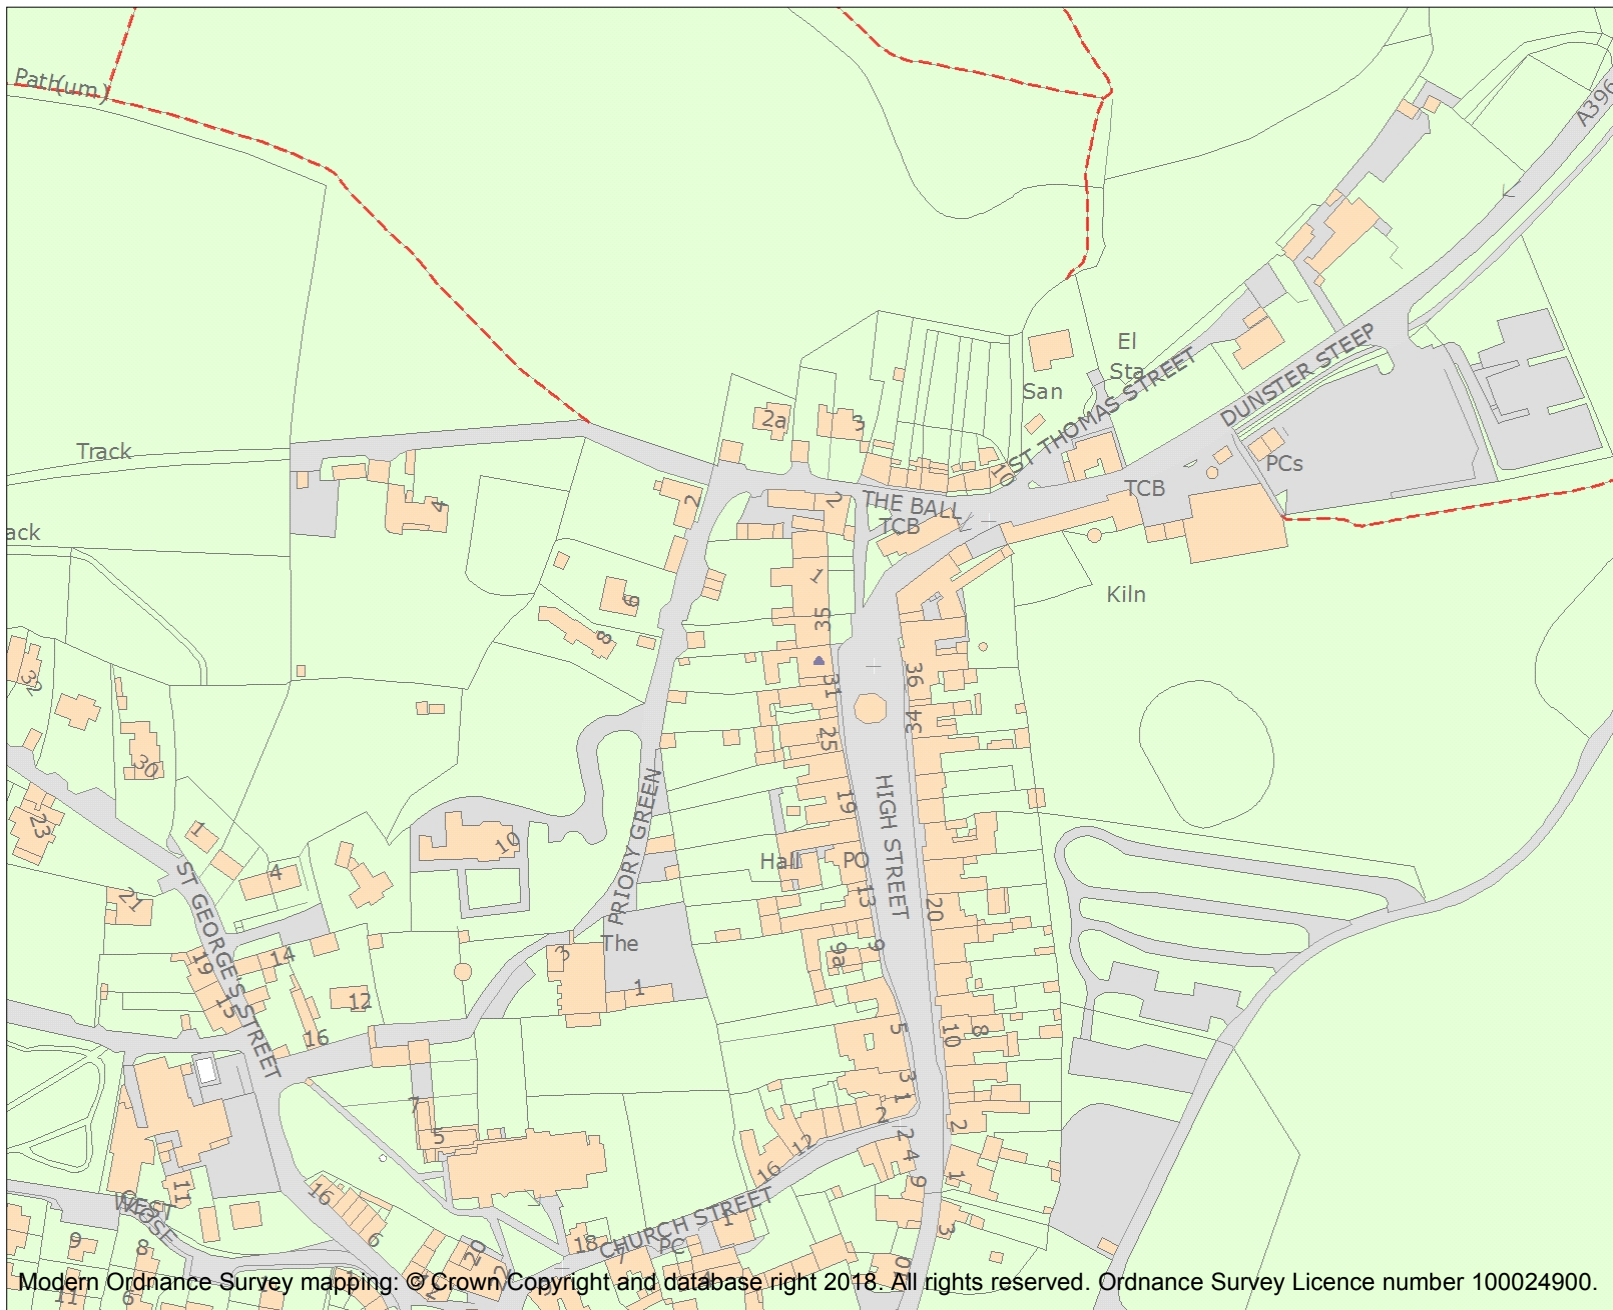 Path (um)
A396
El
Sta
San
ST THOMAS STREET
DUNSTER STEEP
2a
3
10
Track
PCs
TCB
4
2
2
THE BALL
TCB
ack
1
Kiln
6
8
35
32
31
36
34
25
30
23
1
19
HIGH STREET
PRIORY GREEN
10
Hall
PO
4
13
20
21
ST GEORGE'S STREET
The
3
9
9a
19
14
1
15
12
16
5
10
8
3
1
7
5
2
2
12
2
4
16
1
9
11
16
WEST
CLOSE
CHURCH STREET
1
3
18
7
PC
6
20
9
8
Modern Ordnance Survey mapping: © Crown Copyright and database right 2018. All rights reserved. Ordnance Survey Licence number 100024900.
11
6